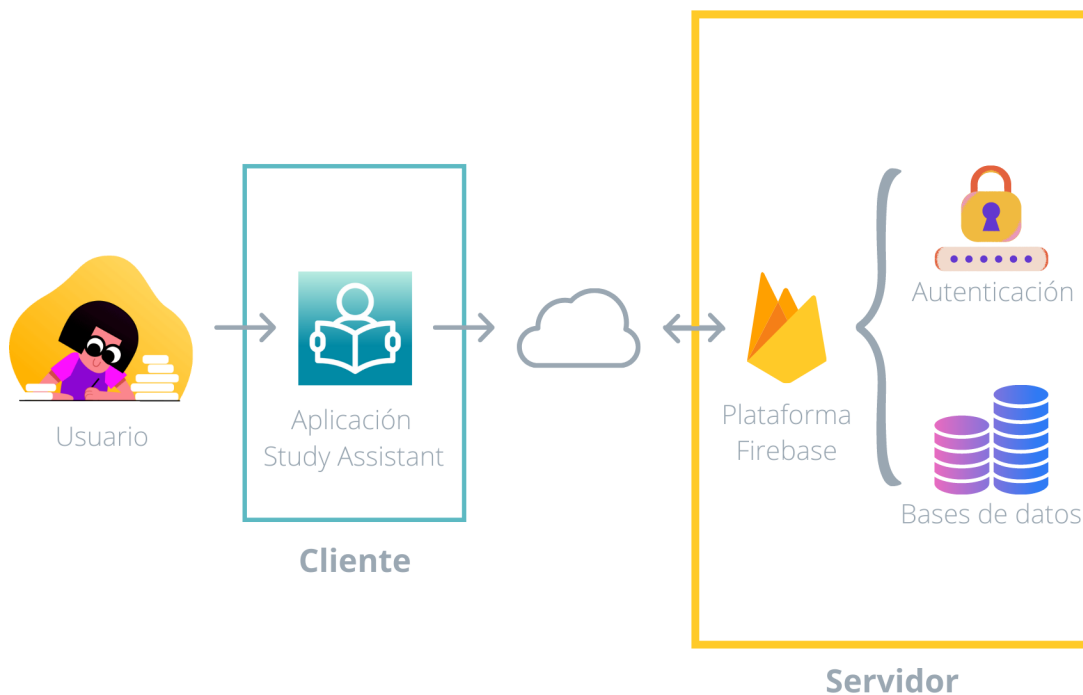 Usuario
Aplicación
Study Assistant
Cliente
Plataforma
Firebase
Autenticación
Bases de datos
Servidor